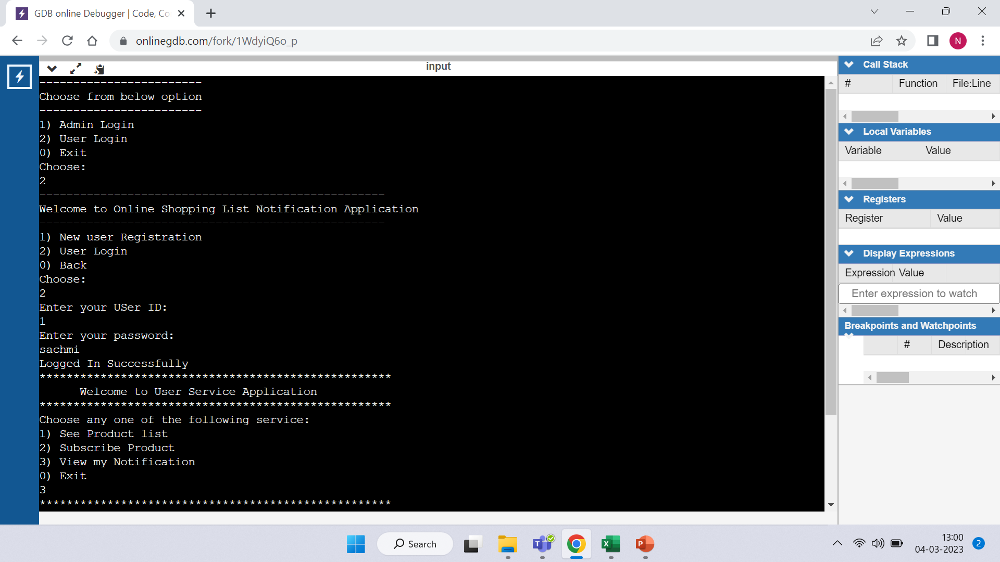 GDB online Debugger | Code, Co
onlinegdb.com/fork/1WdyiQ6o_p
N
input
-------------------------
Choose from below option
-------------------------
1) Admin Login
2) User Login
0) Exit
Choose:
2
---------------------------------------------------
Welcome to Online Shopping List Notification Application
---------------------------------------------------
1) New user Registration
2) User Login
0) Back
Choose:
2
Enter your USer ID:
1
Enter your password:
sachmi
Logged In Successfully
****************************************************
Welcome to User Service Application
****************************************************
Choose any one of the following service:
1) See Product list
2) Subscribe Product
3) View my Notification
0) Exit
3
****************************************************
Call Stack
# Function File:Line
Local Variables
Variable Value
Registers
Register Value
Display Expressions
Expression Value
Enter expression to watch
Breakpoints and Watchpoints
# Description
Search
13:00
04-03-2023
2